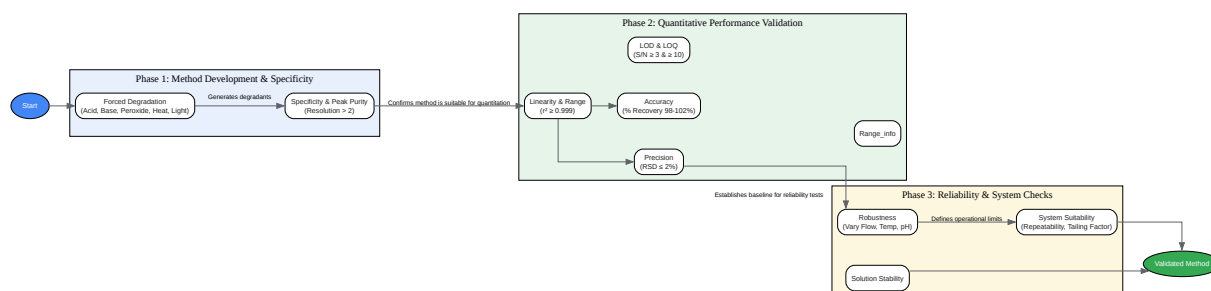 Phase 2: Quantitative Performance Validation
LOD & LOQ
(S/N ≥ 3 & ≥ 10)
Phase 1: Method Development & Specificity
Start
Forced Degradation
(Acid, Base, Peroxide, Heat, Light)
Generates degradants
Specificity & Peak Purity
(Resolution > 2)
Confirms method is suitable for quantitation
Linearity & Range
(r² ≥ 0.999)
Accuracy
(% Recovery 98-102%)
Range_info
Precision
(RSD ≤ 2%)
Establishes baseline for reliability tests
Phase 3: Reliability & System Checks
Robustness
(Vary Flow, Temp, pH)
Defines operational limits
System Suitability
(Repeatability, Tailing Factor)
Validated Method
Solution Stability